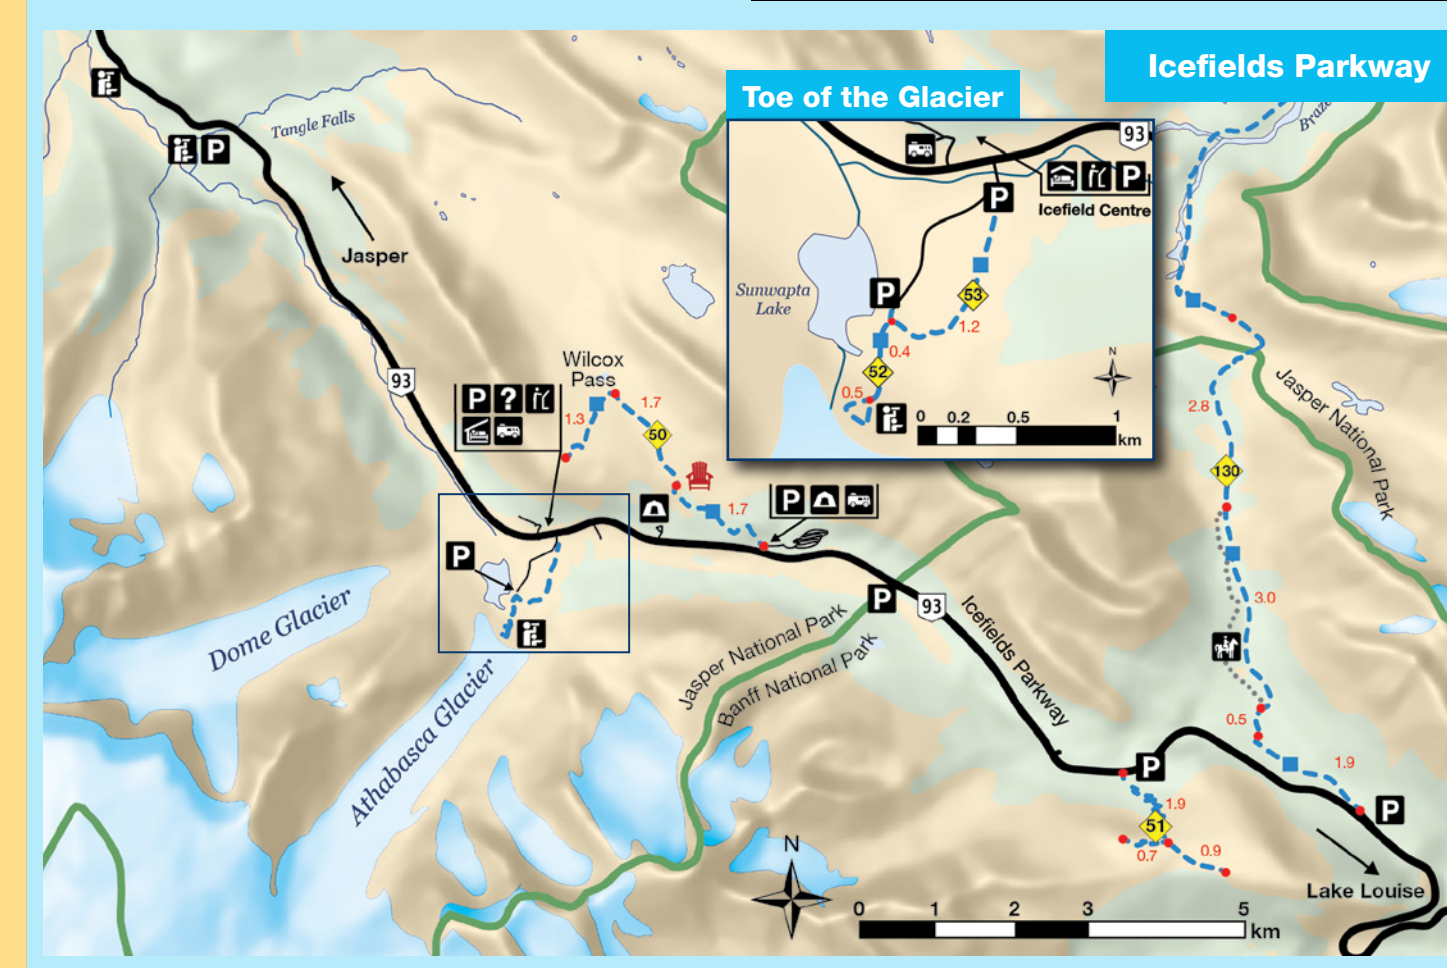 Icefields Parkway
Toe of the Glacier
93
P
Icefield Centre
P
Sunwapta
Lake
P
53
1.2
0.4
52
0.5
N
0 0.2 0.5 1
km
Tangle Falls
P
Jasper
93
Wilcox
Pass
P ?
1.3
1.7
50
1.7
P
P
Dome Glacier
Athabasca Glacier
P
93
Icefields Parkway
Jasper National Park
Banff National Park
Jasper National Park
2.8
130
3.0
0.5
1.9
P
P
1.9
51
0.7
0.9
Lake Louise
N
0 1 2 3 5
km